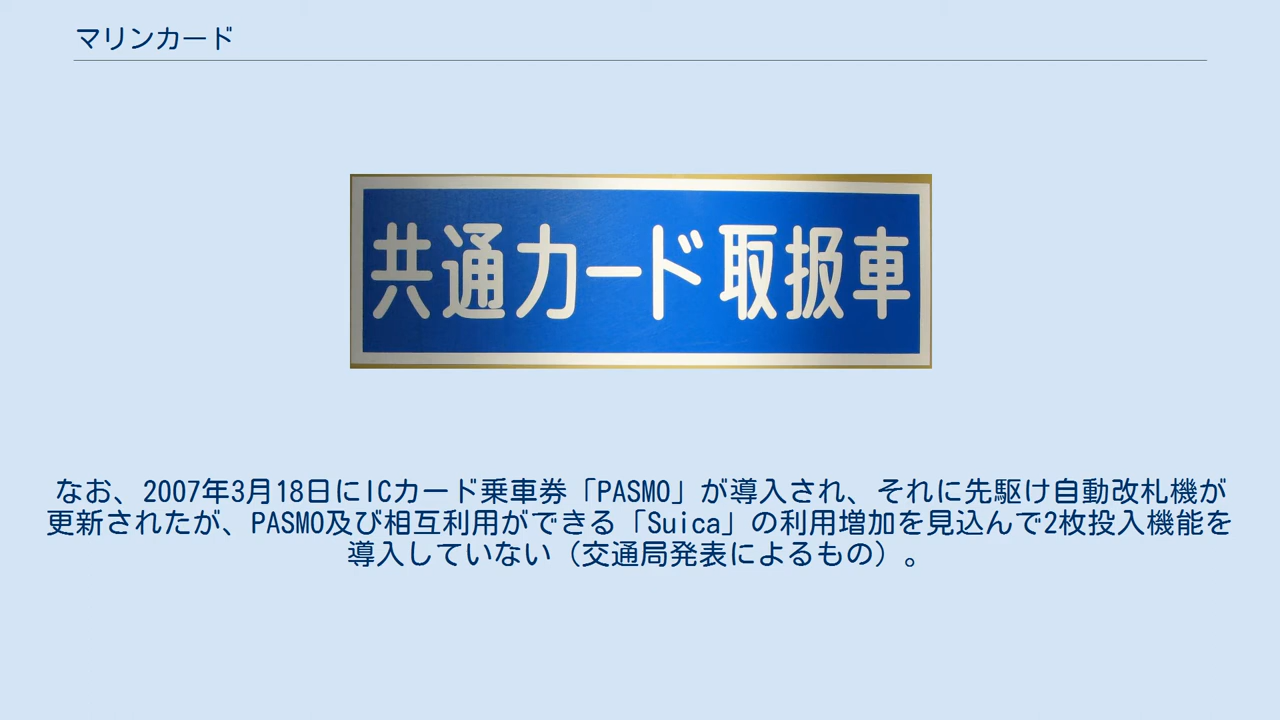 マリンカード
共通カード取扱車
なお、2007年3月18日にICカード乗車券「PASMO」が導入され、それに先駆け自動改札機が
更新されたが、PASMO及び相互利用ができる「Suica」の利用増加を見込んで2枚投入機能を
導入していない（交通局発表によるもの）。